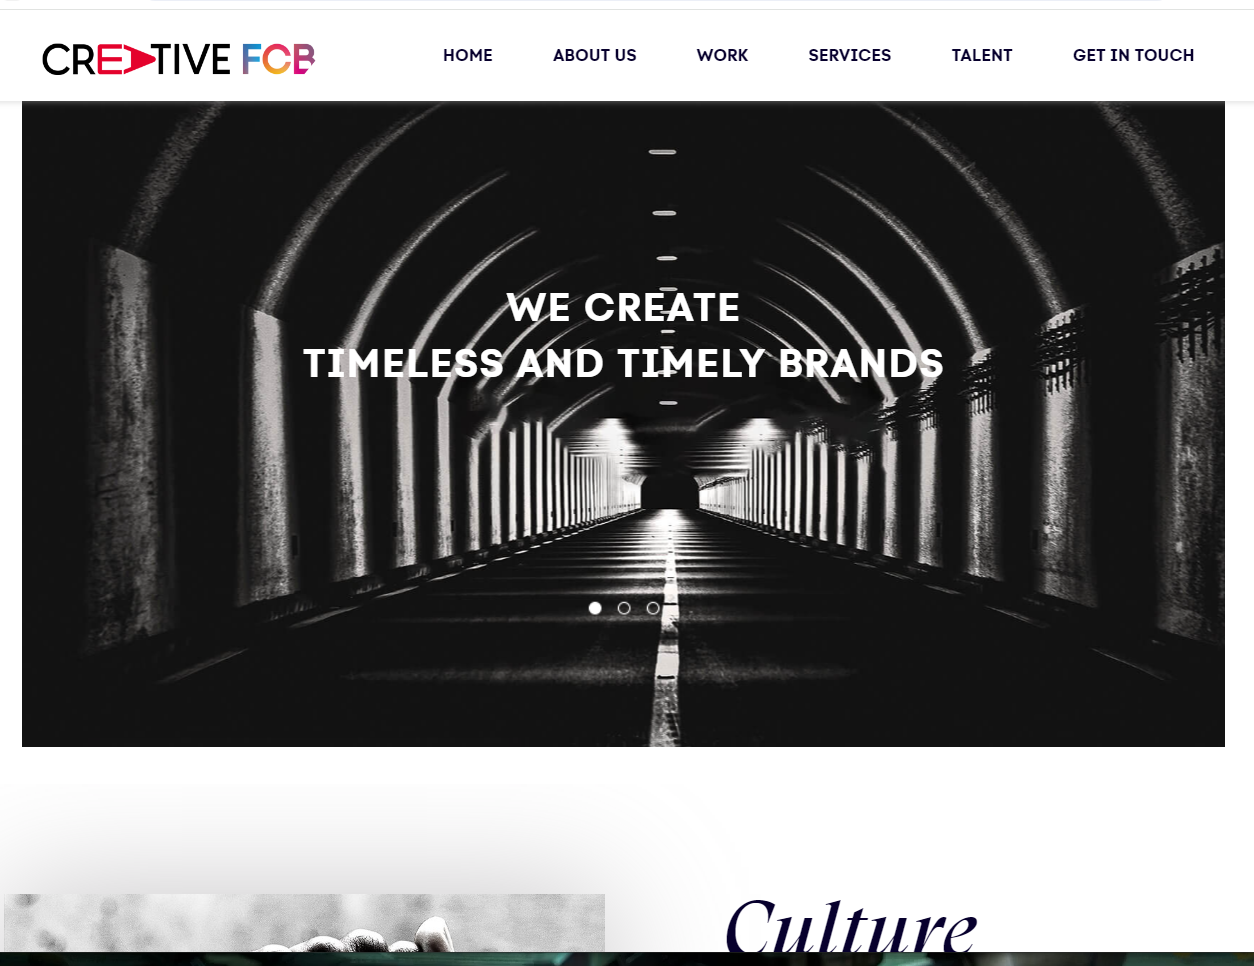 CREATIVE FCB
HOME ABOUT US WORK SERVICES TALENT GET IN TOUCH
WE CREATE
TIMELESS AND TIMELY BRANDS
Culture